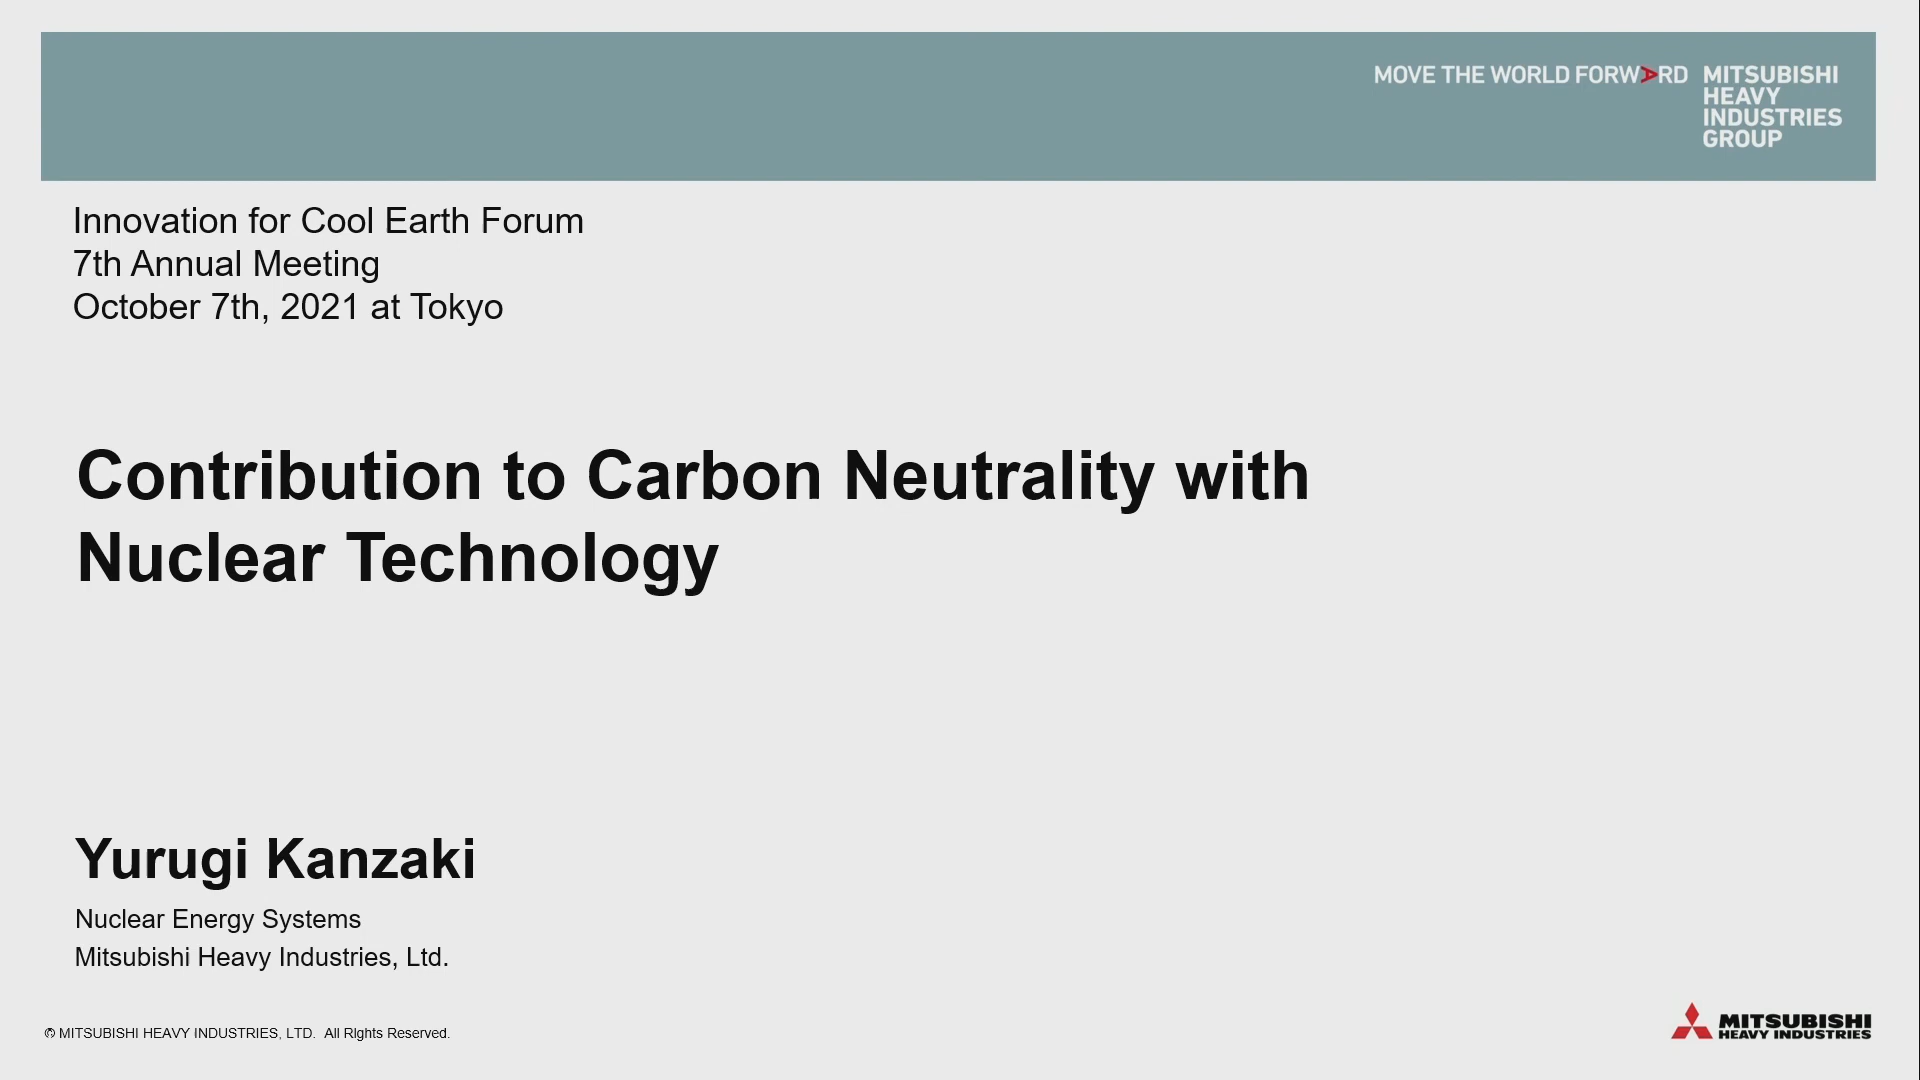 MOVE THE WORLD FORWARD
MITSUBISHI
HEAVY
INDUSTRIES
GROUP
Innovation for Cool Earth Forum
7th Annual Meeting
October 7th, 2021 at Tokyo
Contribution to Carbon Neutrality with
Nuclear Technology
Yurugi Kanzaki
Nuclear Energy Systems
Mitsubishi Heavy Industries, Ltd.
© MITSUBISHI HEAVY INDUSTRIES, LTD. All Rights Reserved.
MITSUBISHI
HEAVY INDUSTRIES